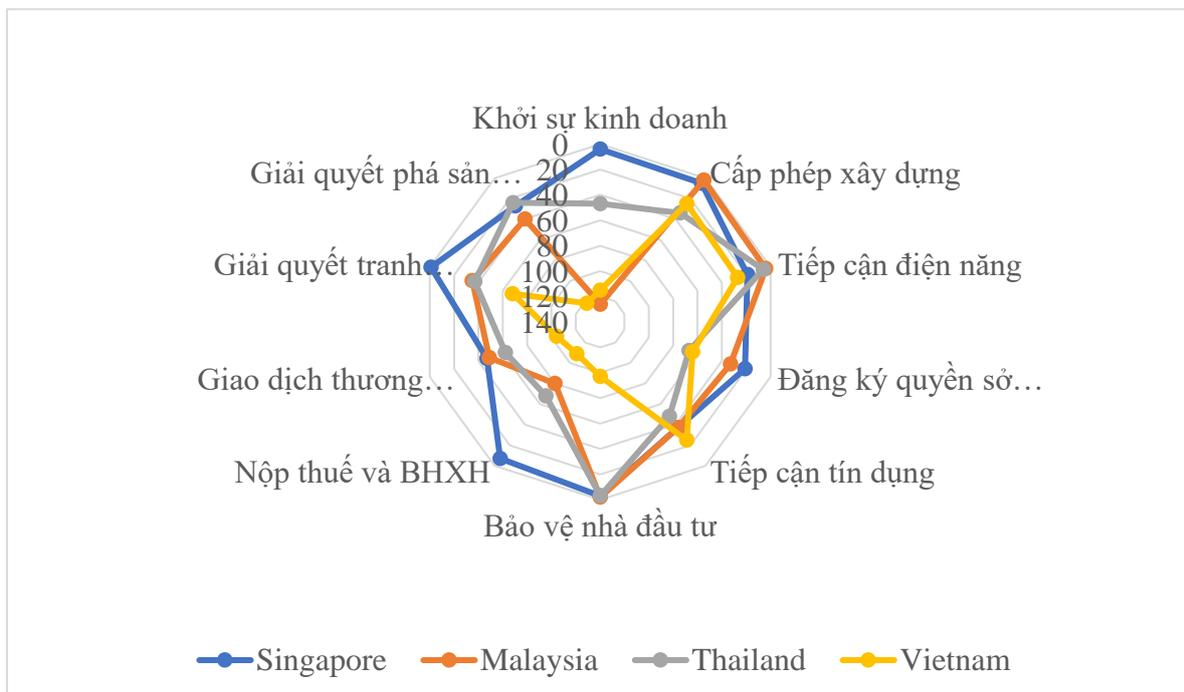 Khởi sự kinh doanh
Cấp phép xây dựng
Tiếp cận điện năng
Đăng ký quyền sở…
Tiếp cận tín dụng
Bảo vệ nhà đầu tư
Nộp thuế và BHXH
Giao dịch thương…
Giải quyết tranh…
Giải quyết phá sản…
0
20
40
60
80
100
120
140
Singapore Malaysia Thailand Vietnam